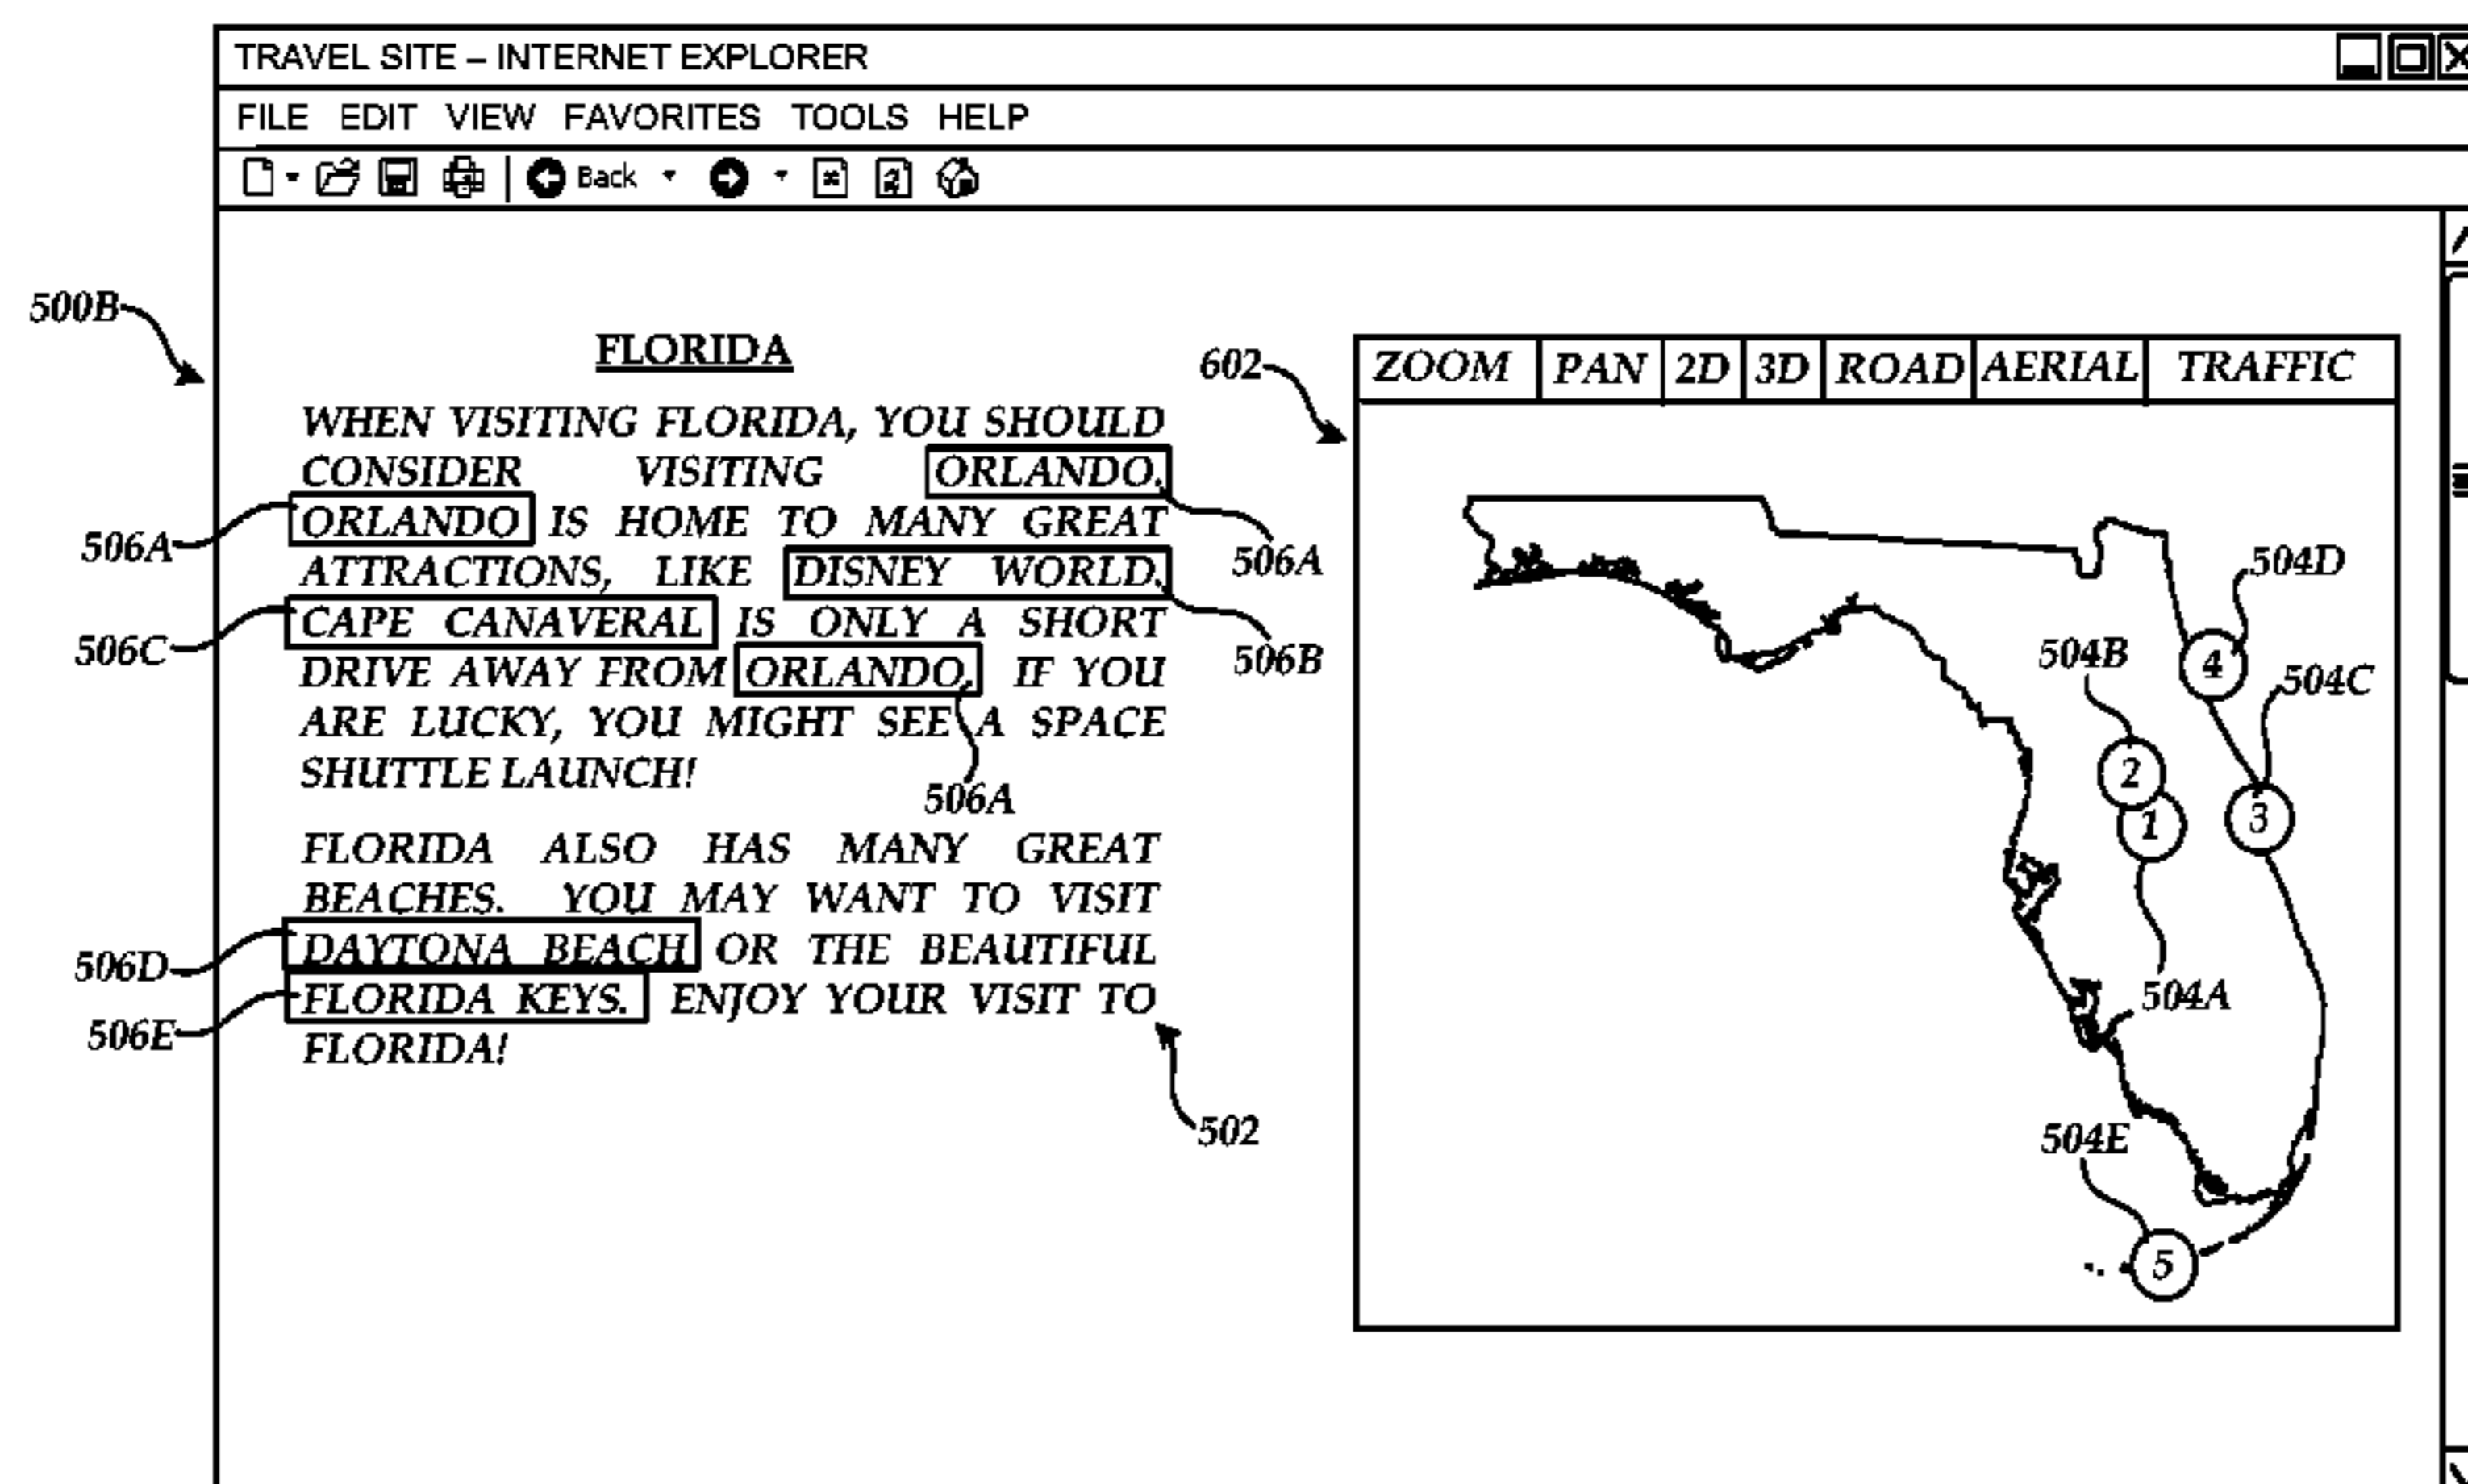 TRAVEL SITE – INTERNET EXPLORER
FILE EDIT VIEW FAVORITES TOOLS HELP
Back
500B
FLORIDA
WHEN VISITING FLORIDA, YOU SHOULD
CONSIDER VISITING ORLANDO.
ORLANDO IS HOME TO MANY GREAT
ATTRACTIONS, LIKE DISNEY WORLD.
CAPE CANAVERAL IS ONLY A SHORT
DRIVE AWAY FROM ORLANDO. IF YOU
ARE LUCKY, YOU MIGHT SEE A SPACE
SHUTTLE LAUNCH!
FLORIDA ALSO HAS MANY GREAT
BEACHES. YOU MAY WANT TO VISIT
DAYTONA BEACH OR THE BEAUTIFUL
FLORIDA KEYS. ENJOY YOUR VISIT TO
FLORIDA!
506A
506C
506D
506E
506A
506B
506A
502
602
ZOOM PAN 2D 3D ROAD AERIAL TRAFFIC
504D
504B
4
504C
2
1
3
504A
504E
5